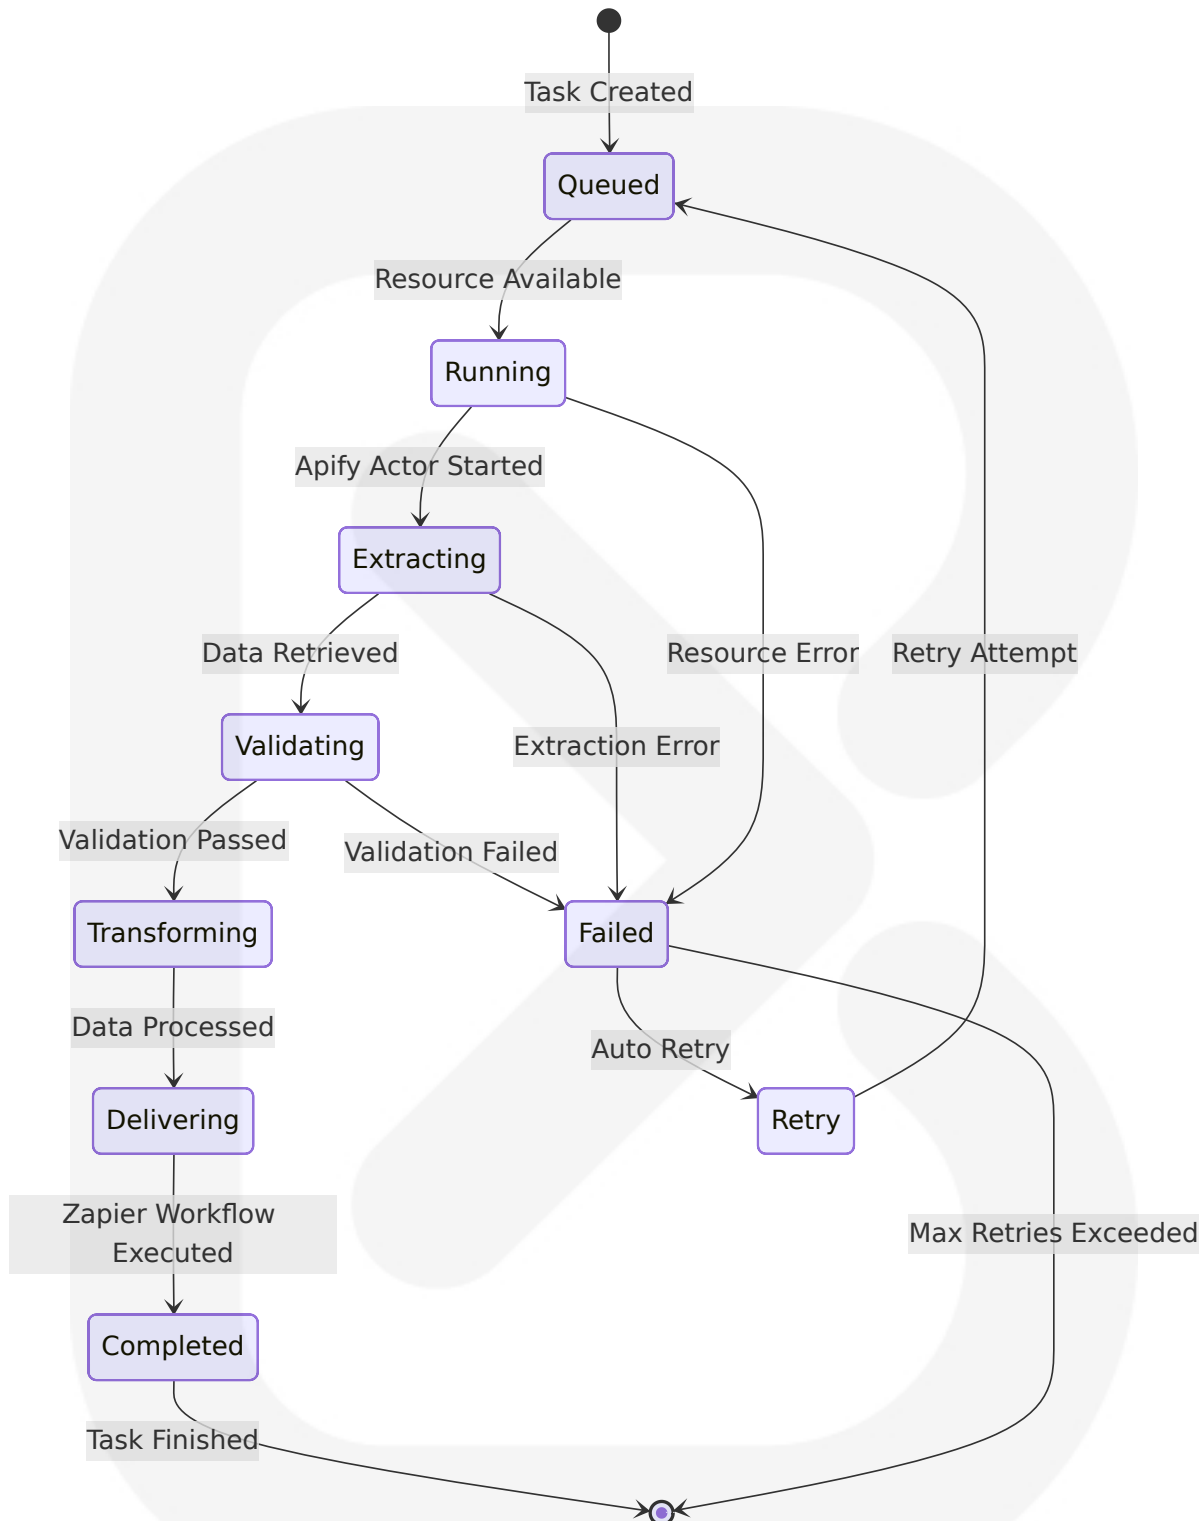 Task Created
Queued
Resource Available
Running
Apify Actor Started
Extracting
Data Retrieved
Resource Error
Retry Attempt
Validating
Extraction Error
Validation Passed
Validation Failed
Transforming
Failed
Data Processed
Auto Retry
Delivering
Retry
Zapier Workflow
Executed
Max Retries Exceeded
Completed
Task Finished